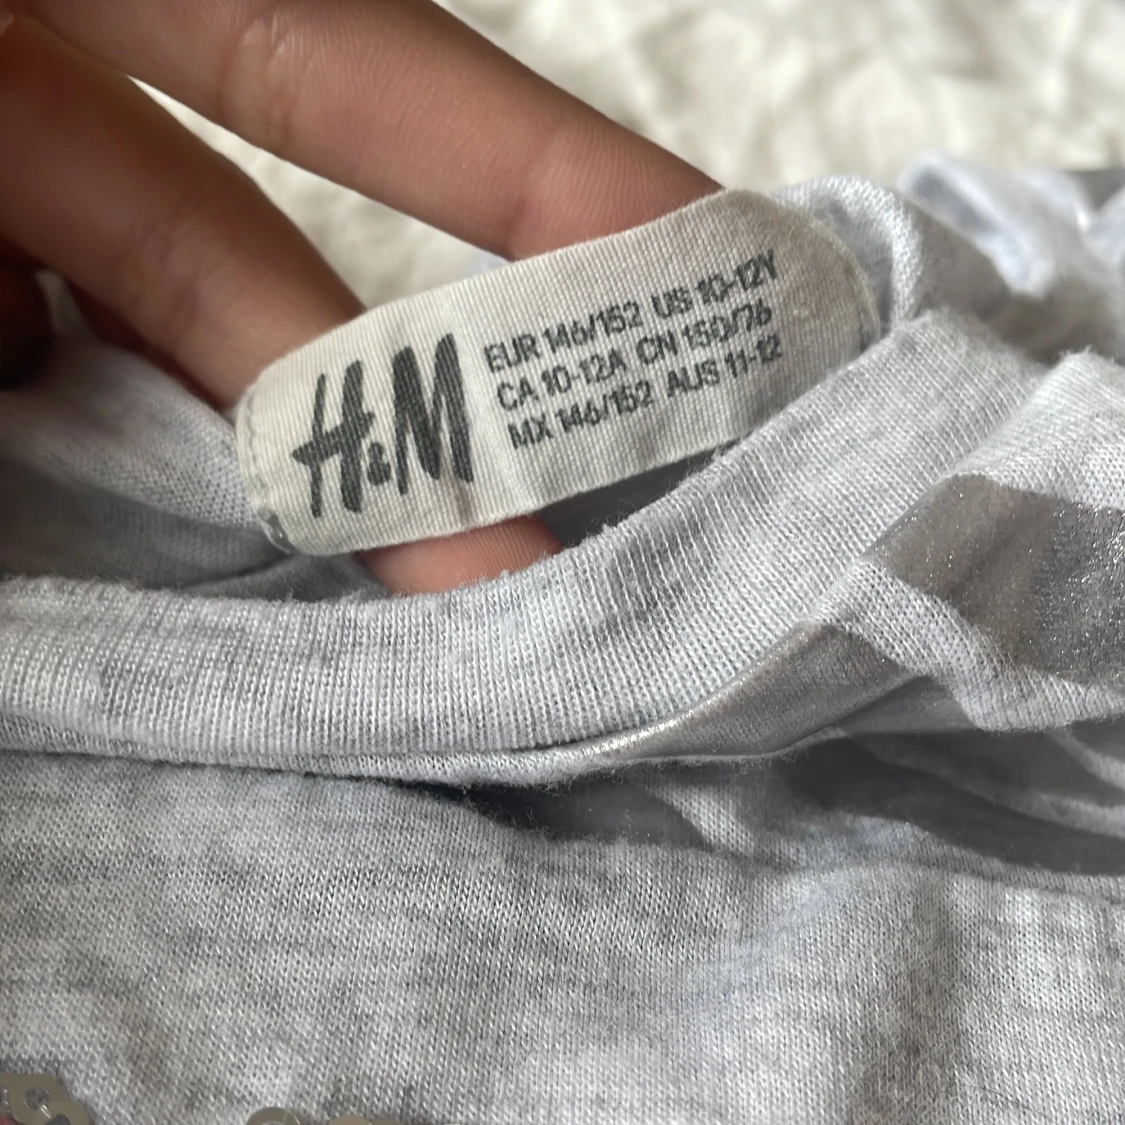 H&M
EUR 146/152 US 10-12Y
CA 10-12A CN 150/76
MX 146/152 AUS 11-12